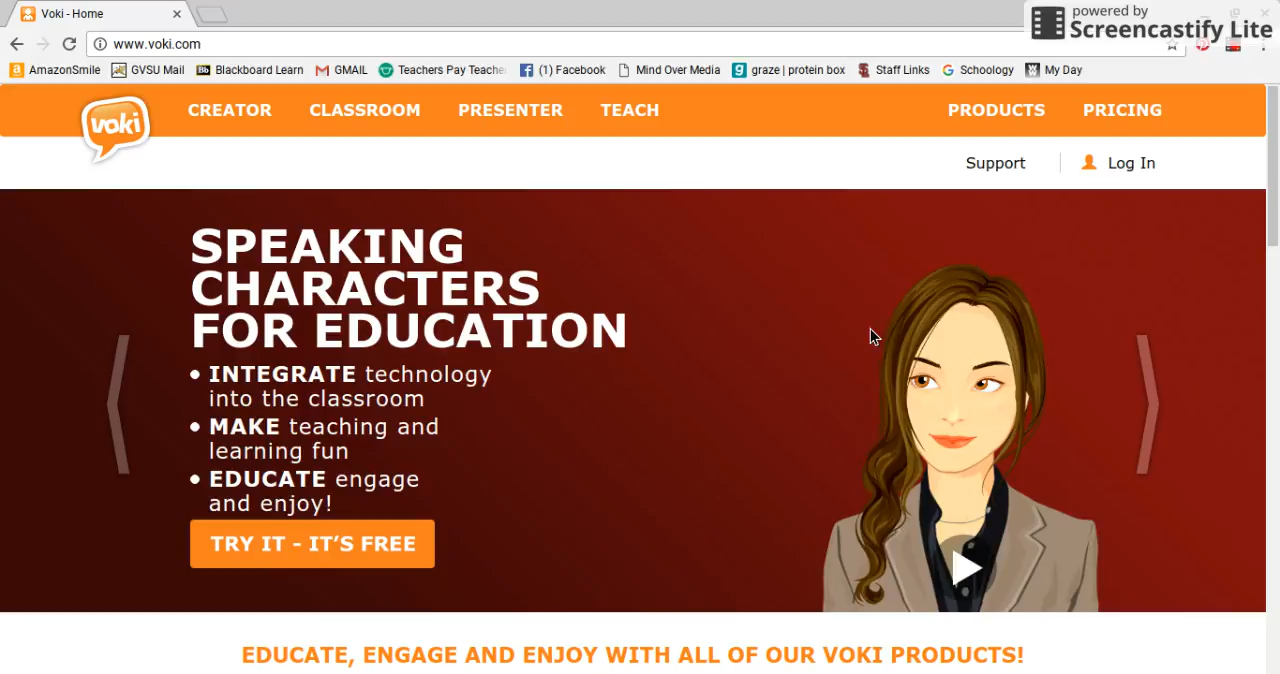 Voki - Home
powered by
Screencastify Lite
www.voki.com
AmazonSmile GVSU Mail Bb Blackboard Learn GMAIL Teachers Pay Teache (1) Facebook Mind Over Media graze | protein box Staff Links Schoology My Day
voki
CREATOR CLASSROOM PRESENTER TEACH PRODUCTS PRICING
Support Log In
SPEAKING
CHARACTERS
FOR EDUCATION
• INTEGRATE technology
into the classroom
• MAKE teaching and
learning fun
• EDUCATE engage
and enjoy!
TRY IT - IT'S FREE
EDUCATE, ENGAGE AND ENJOY WITH ALL OF OUR VOKI PRODUCTS!